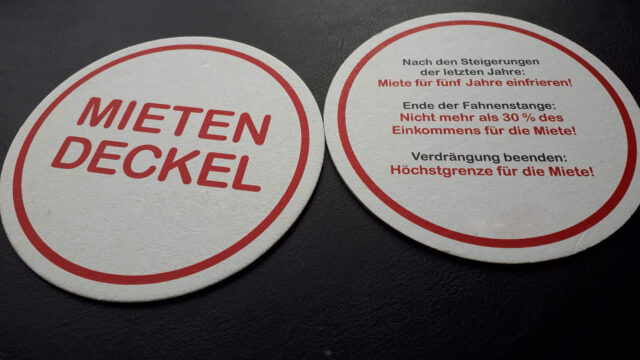 MIETEN
DECKEL
Nach den Steigerungen
der letzten Jahre:
Miete für fünf Jahre einfrieren!
Ende der Fahnenstange:
Nicht mehr als 30 % des
Einkommens für die Miete!
Verdrängung beenden:
Höchstgrenze für die Miete!